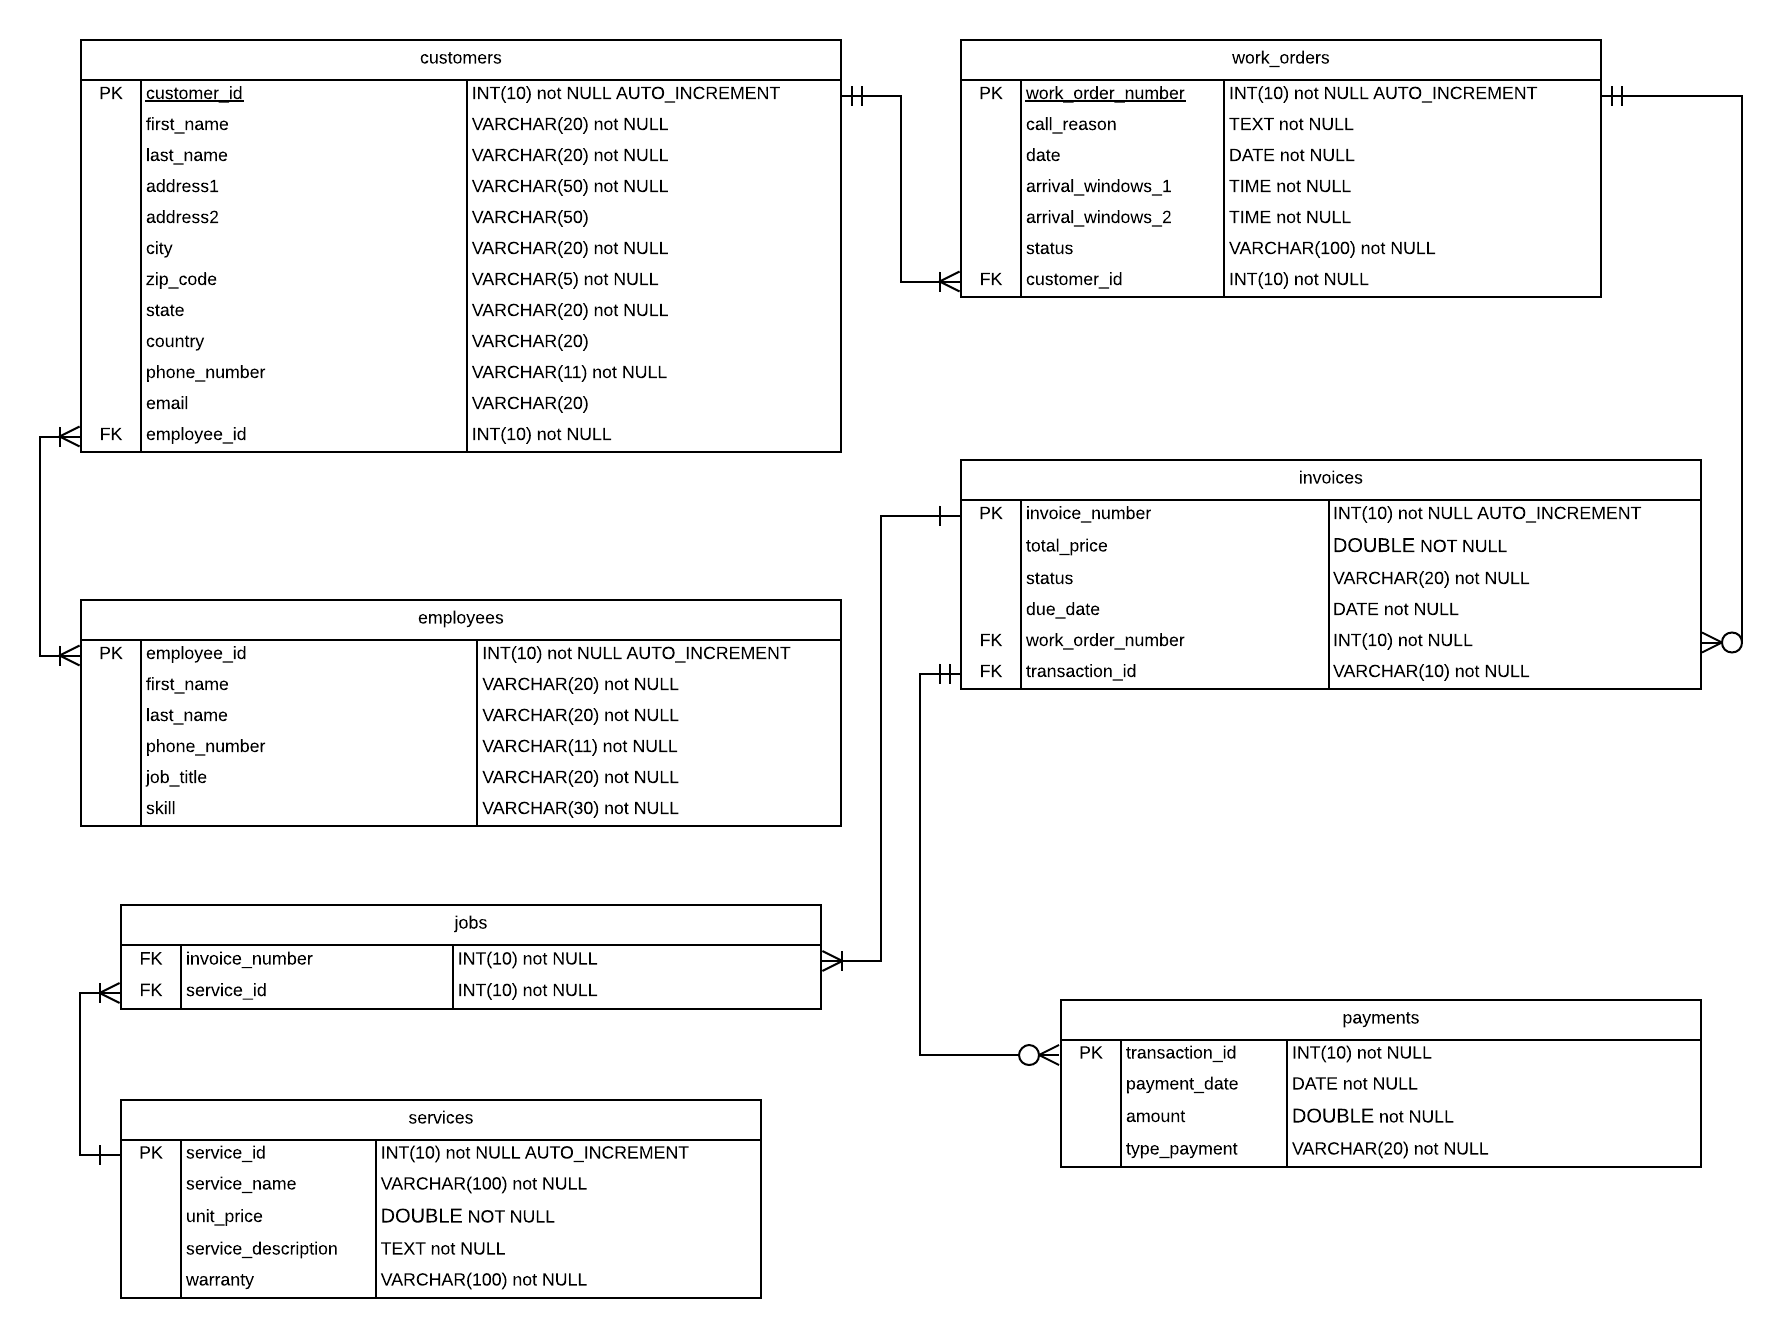 customers
PK customer_id INT(10) not NULL AUTO_INCREMENT
first_name VARCHAR(20) not NULL
last_name VARCHAR(20) not NULL
address1 VARCHAR(50) not NULL
address2 VARCHAR(50)
city VARCHAR(20) not NULL
zip_code VARCHAR(5) not NULL
state VARCHAR(20) not NULL
country VARCHAR(20)
phone_number VARCHAR(11) not NULL
email VARCHAR(20)
FK employee_id INT(10) not NULL
work_orders
PK work_order_number INT(10) not NULL AUTO_INCREMENT
call_reason TEXT not NULL
date DATE not NULL
arrival_windows_1 TIME not NULL
arrival_windows_2 TIME not NULL
status VARCHAR(100) not NULL
FK customer_id INT(10) not NULL
invoices
PK invoice_number INT(10) not NULL AUTO_INCREMENT
total_price DOUBLE NOT NULL
status VARCHAR(20) not NULL
due_date DATE not NULL
FK work_order_number INT(10) not NULL
FK transaction_id VARCHAR(10) not NULL
employees
PK employee_id INT(10) not NULL AUTO_INCREMENT
first_name VARCHAR(20) not NULL
last_name VARCHAR(20) not NULL
phone_number VARCHAR(11) not NULL
job_title VARCHAR(20) not NULL
skill VARCHAR(30) not NULL
jobs
FK invoice_number INT(10) not NULL
FK service_id INT(10) not NULL
payments
PK transaction_id INT(10) not NULL
payment_date DATE not NULL
amount DOUBLE not NULL
type_payment VARCHAR(20) not NULL
services
PK service_id INT(10) not NULL AUTO_INCREMENT
service_name VARCHAR(100) not NULL
unit_price DOUBLE NOT NULL
service_description TEXT not NULL
warranty VARCHAR(100) not NULL